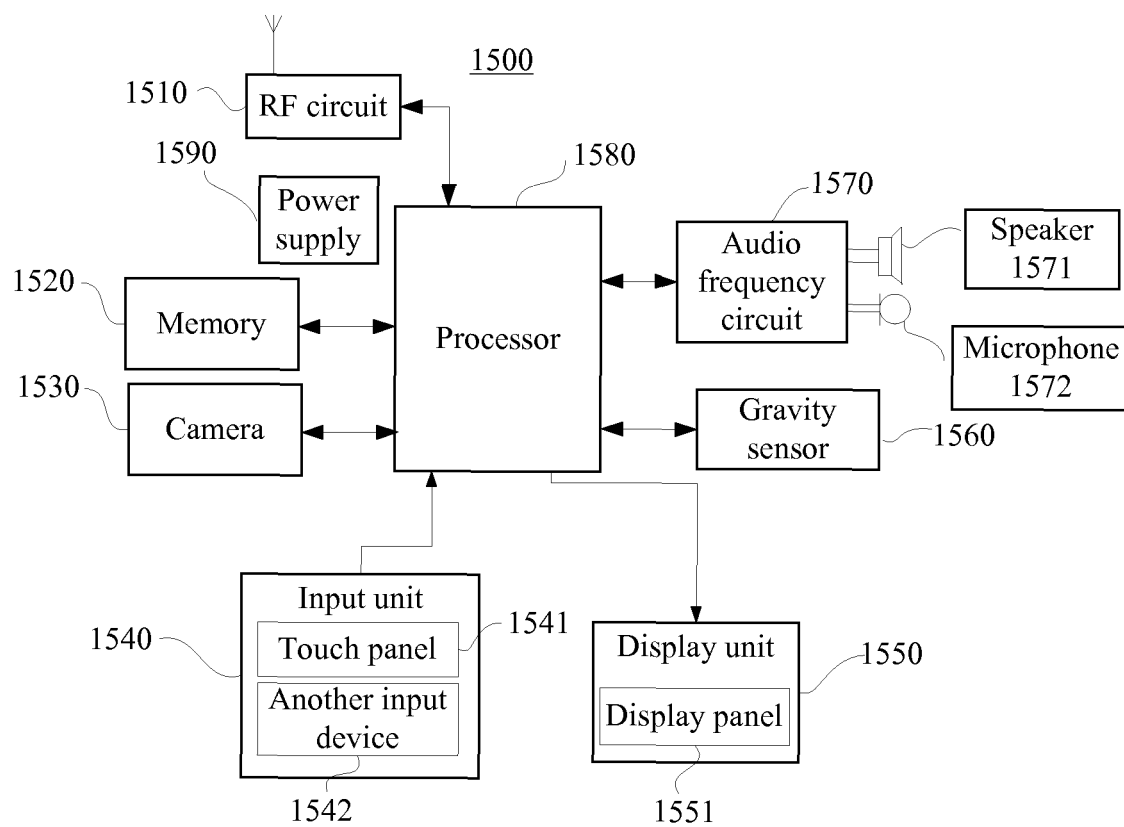 1500
1510
RF circuit
1590
Power
supply
1580
1570
Audio
frequency
circuit
Speaker
1571
1520
Memory
Processor
Microphone
1572
1530
Camera
Gravity
sensor
1560
Input unit
1540
Touch panel
1541
Another input
device
1542
Display unit
1550
Display panel
1551